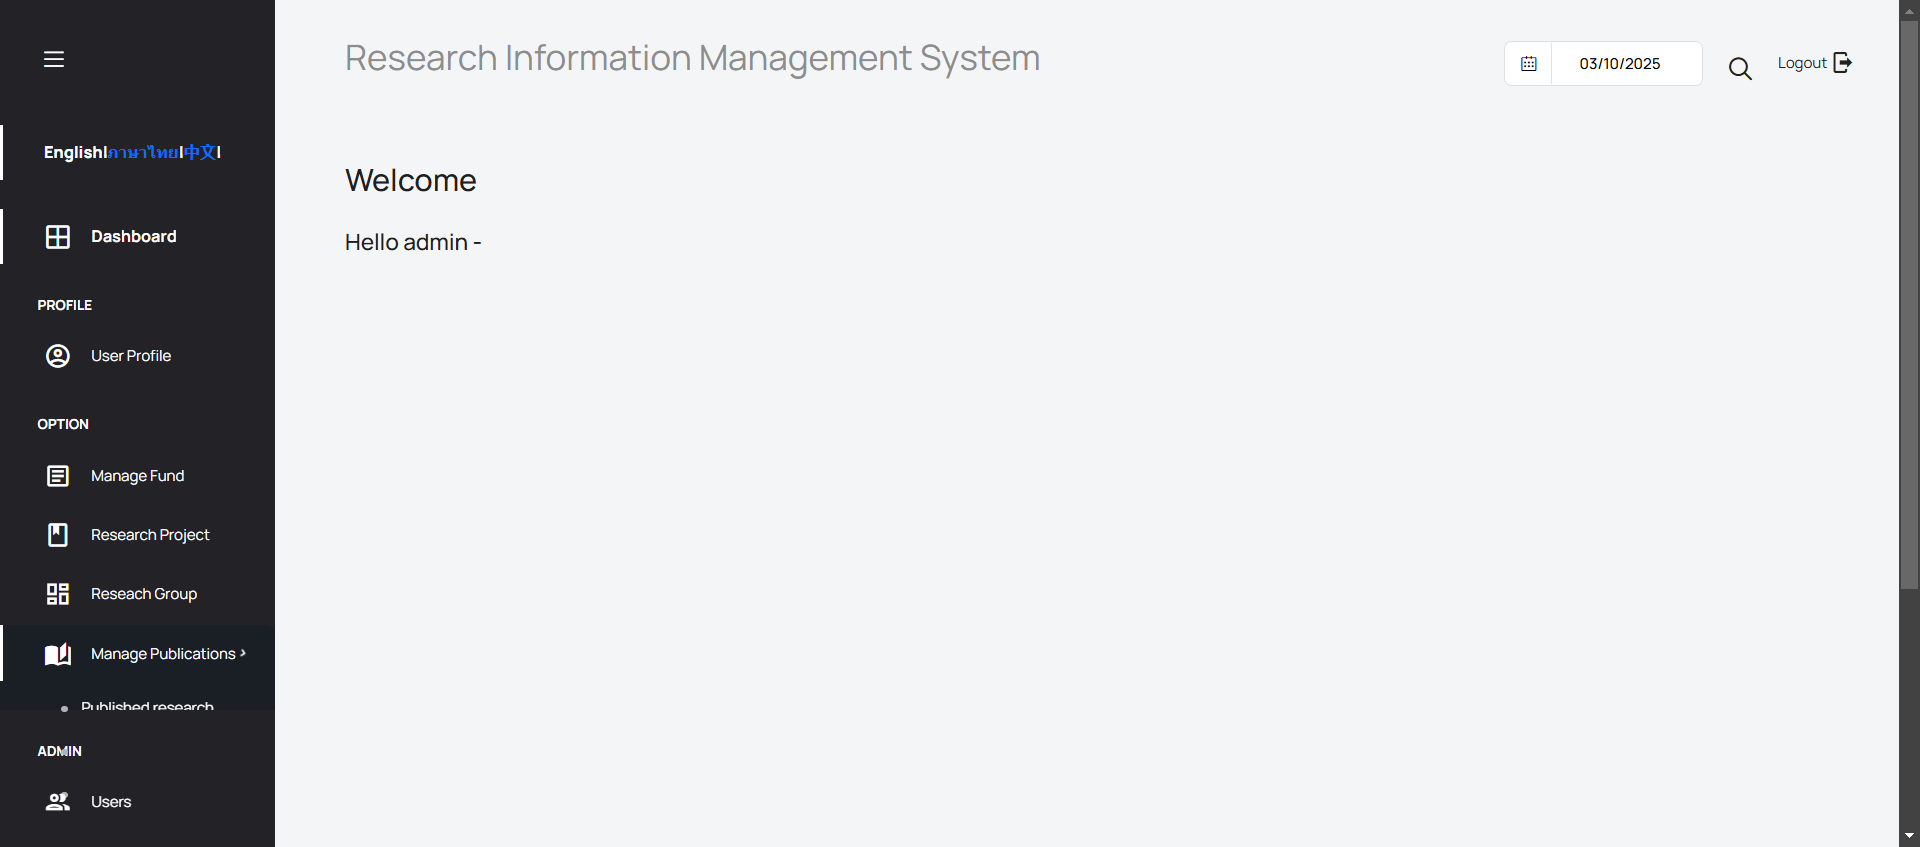 Research Information Management System
03/10/2025
Logout
English|ภาษาไทย|中文|
Dashboard
PROFILE
User Profile
OPTION
Manage Fund
Research Project
Reseach Group
Manage Publications
Published research
ADMIN
Users
Welcome
Hello admin -